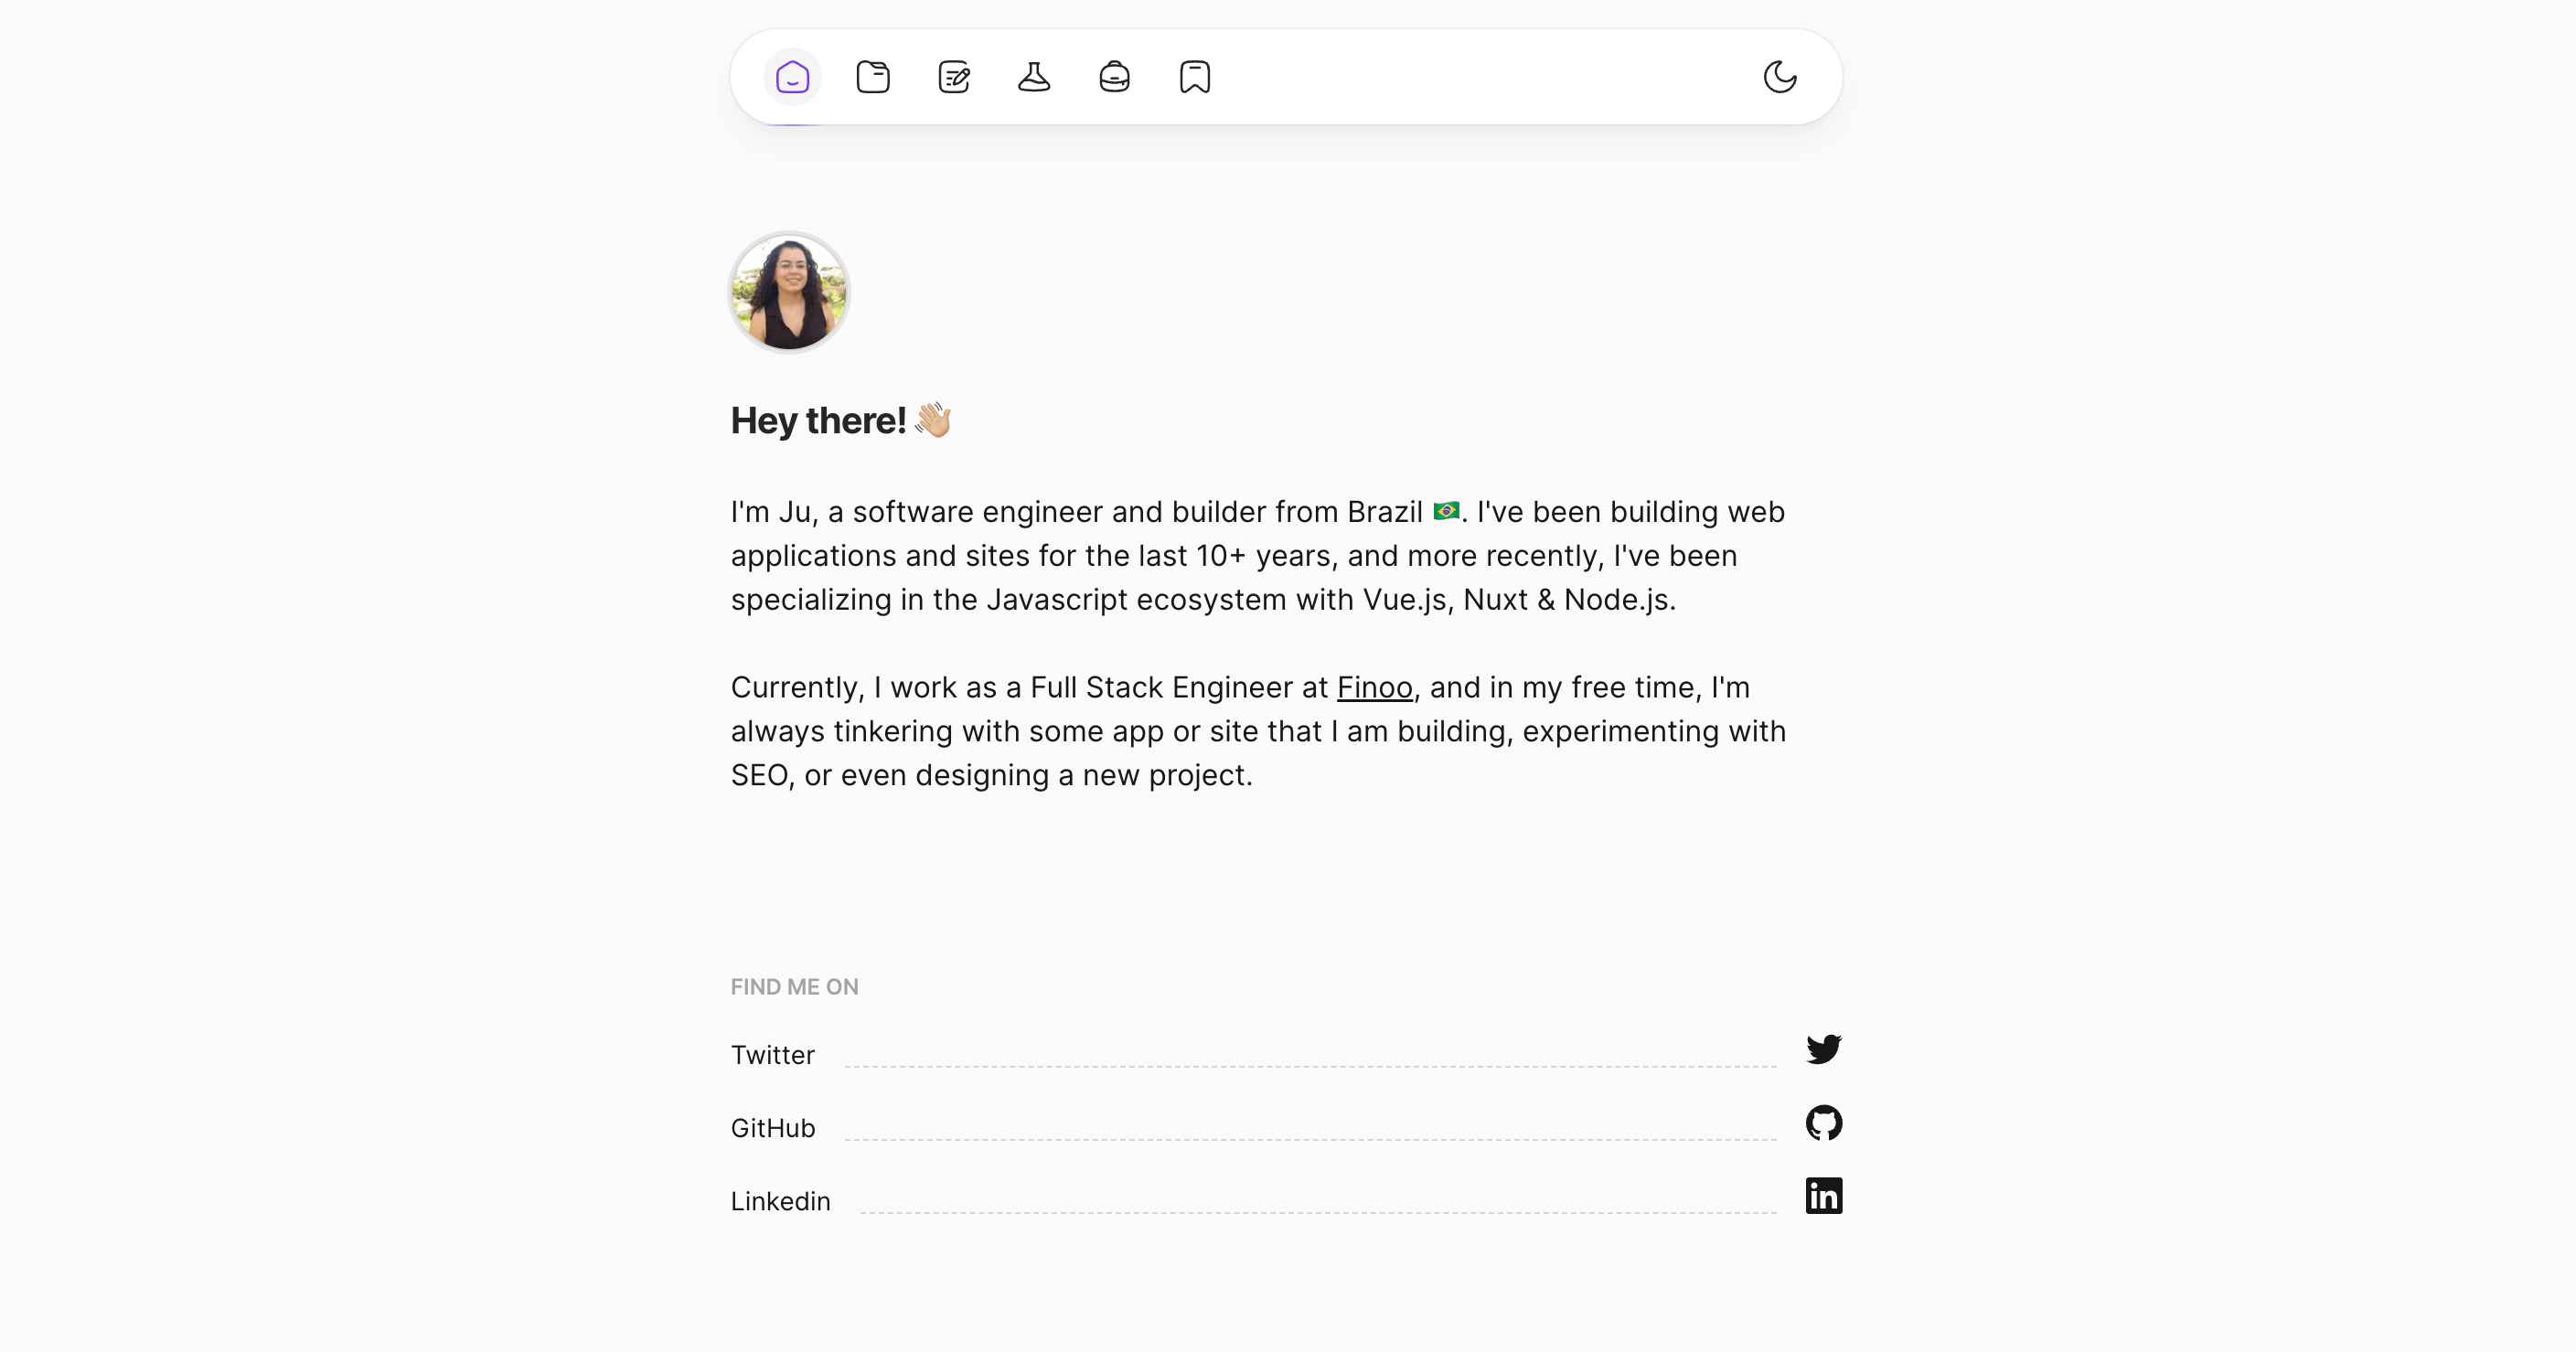 Hey there! 👋🏼
I'm Ju, a software engineer and builder from Brazil 🇧🇷. I've been building web
applications and sites for the last 10+ years, and more recently, I've been
specializing in the Javascript ecosystem with Vue.js, Nuxt & Node.js.
Currently, I work as a Full Stack Engineer at Finoo, and in my free time, I'm
always tinkering with some app or site that I am building, experimenting with
SEO, or even designing a new project.
FIND ME ON
Twitter
GitHub
Linkedin
in